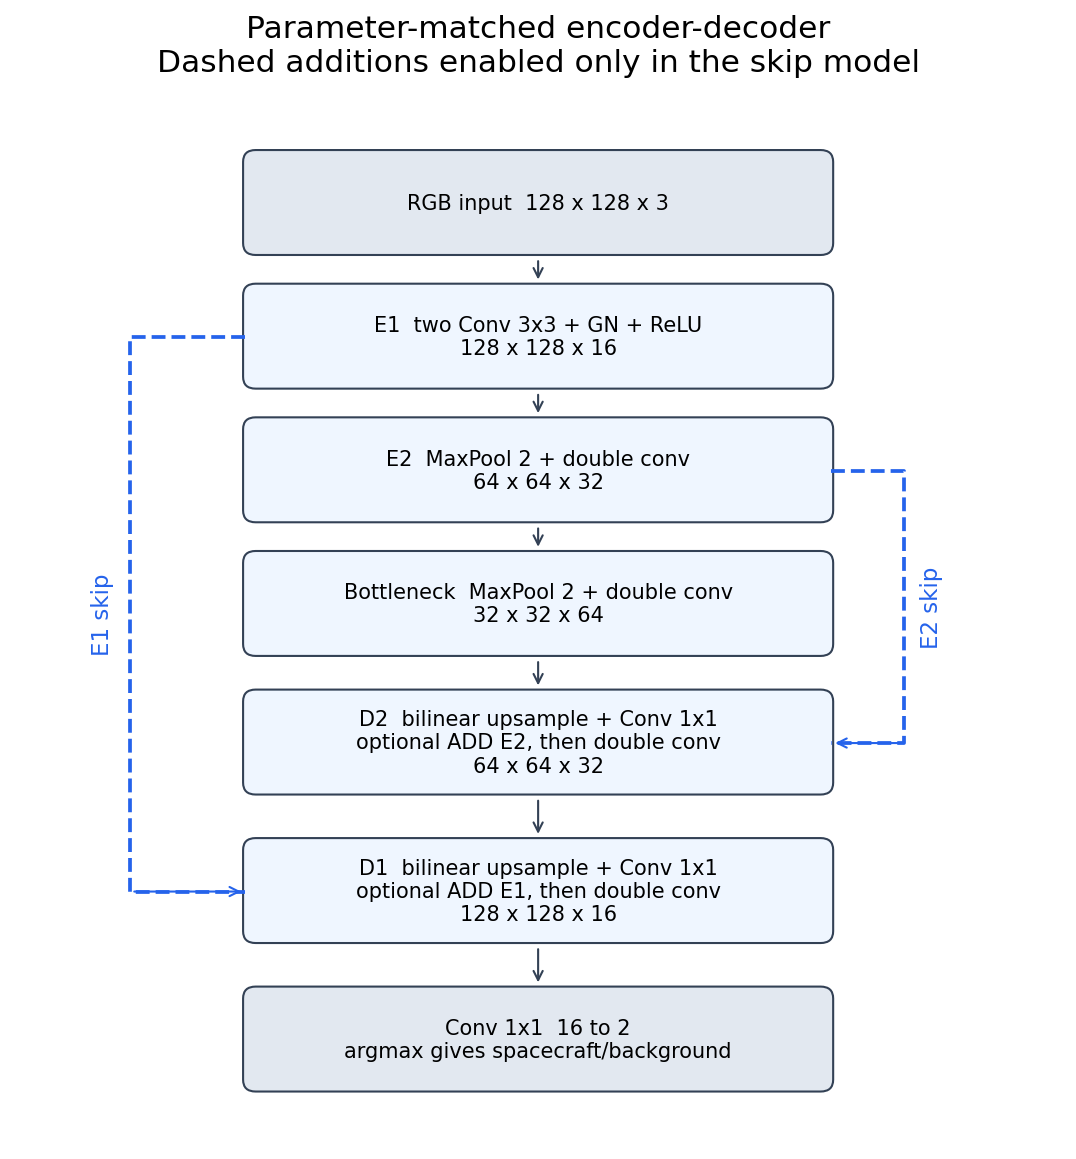 Parameter-matched encoder-decoder
Dashed additions enabled only in the skip model
RGB input  128 x 128 x 3
E1  two Conv 3x3 + GN + ReLU
128 x 128 x 16
E2  MaxPool 2 + double conv
64 x 64 x 32
Bottleneck  MaxPool 2 + double conv
32 x 32 x 64
E1 skip
E2 skip
D2  bilinear upsample + Conv 1x1
optional ADD E2, then double conv
64 x 64 x 32
D1  bilinear upsample + Conv 1x1
optional ADD E1, then double conv
128 x 128 x 16
Conv 1x1  16 to 2
argmax gives spacecraft/background